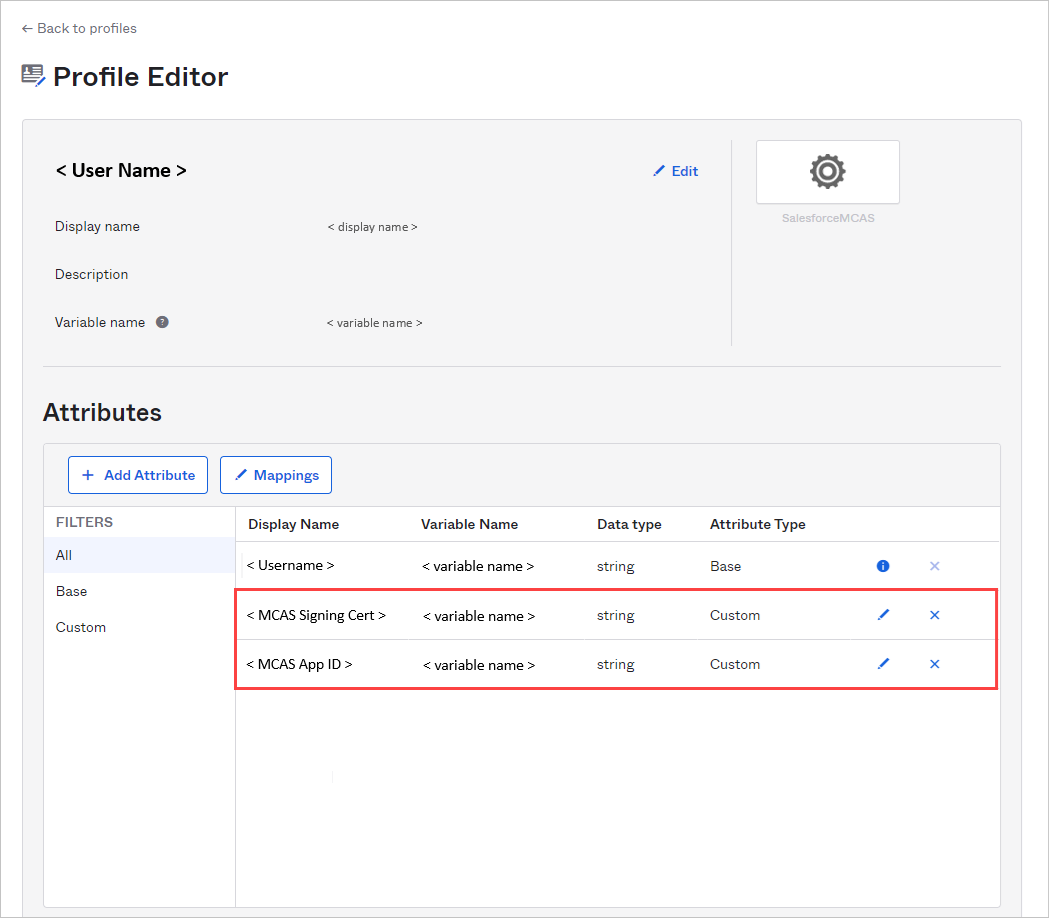 ← Back to profiles
Profile Editor
< User Name >
Edit
SalesforceMCAS
Display name < display name >
Description
Variable name ? < variable name >
Attributes
+ Add Attribute
Mappings
FILTERS
All
Base
Custom
Display Name Variable Name Data type Attribute Type
< Username > < variable name > string Base
< MCAS Signing Cert > < variable name > string Custom
< MCAS App ID > < variable name > string Custom